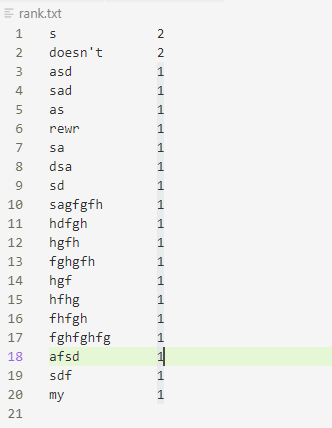 rank.txt
1 s 2
2 doesn't 2
3 asd 1
4 sad 1
5 as 1
6 rewr 1
7 sa 1
8 dsa 1
9 sd 1
10 sagfgfh 1
11 hdfgh 1
12 hgfh 1
13 fghgfh 1
14 hgf 1
15 hfhg 1
16 fhfgh 1
17 fghfghfg 1
18 afsd 1
19 sdf 1
20 my 1
21